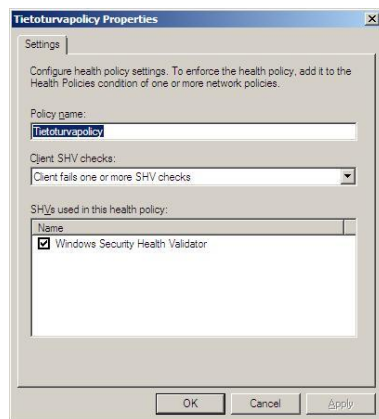 Tietoturvapolicy Properties
Settings
Configure health policy settings. To enforce the health policy, add it to the
Health Policies condition of one or more network policies.
Policy name:
Tietoturvapolicy
Client SHV checks:
Client fails one or more SHV checks
SHVs used in this health policy:
Name
Windows Security Health Validator
OK Cancel Apply